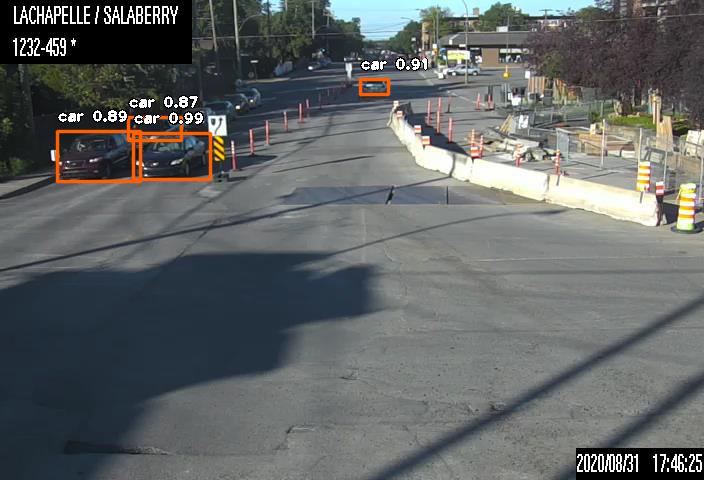 LACHAPELLE / SALABERRY
1232-459 *
car 0.91
car 0.87
car 0.89
car 0.99
2020/08/31 17:46:25